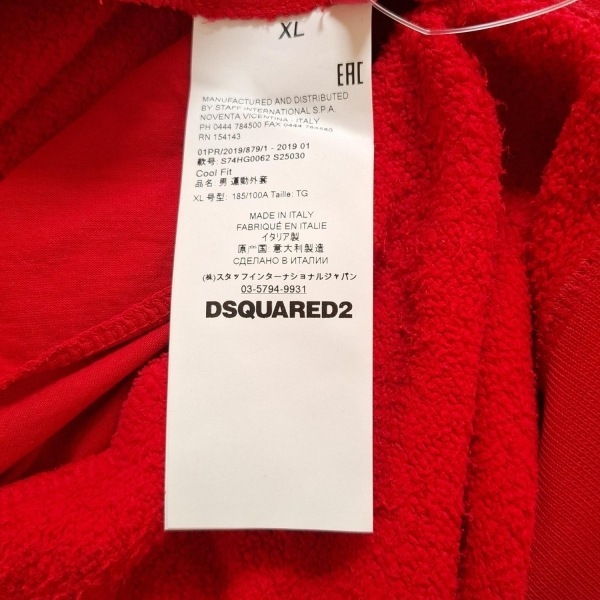 XL
EAC
MANUFACTURED AND DISTRIBUTED
BY STAFF INTERNATIONAL S.P.A.
NOVENTA VICENTINA - ITALY
PH 0444 784500 FAX 0444
RN 154143
01PR/2019/879/1 - 2019 01
款号: S74HG0062 S25030
Cool Fit
品名: 男 運動外套
XL 号型: 185/100A Taille: TG
MADE IN ITALY
FABRIQUÉ EN ITALIE
イタリア製
原产国: 意大利製造
СДЕЛАНО В ИТАЛИИ
(株)スタッフインターナショナルジャパン
03-5794-9931
DSQUARED2